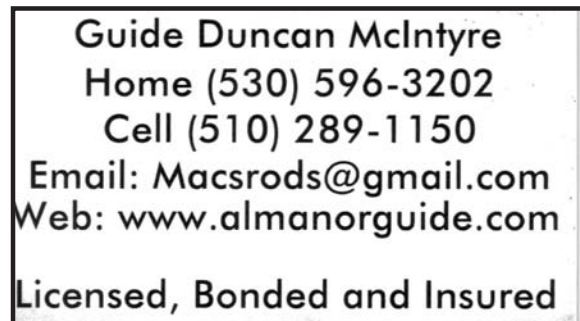 Guide Duncan McIntyre
Home (530) 596-3202
Cell (510) 289-1150
Email: Macsrods@gmail.com
Web: www.almanorguide.com
Licensed, Bonded and Insured